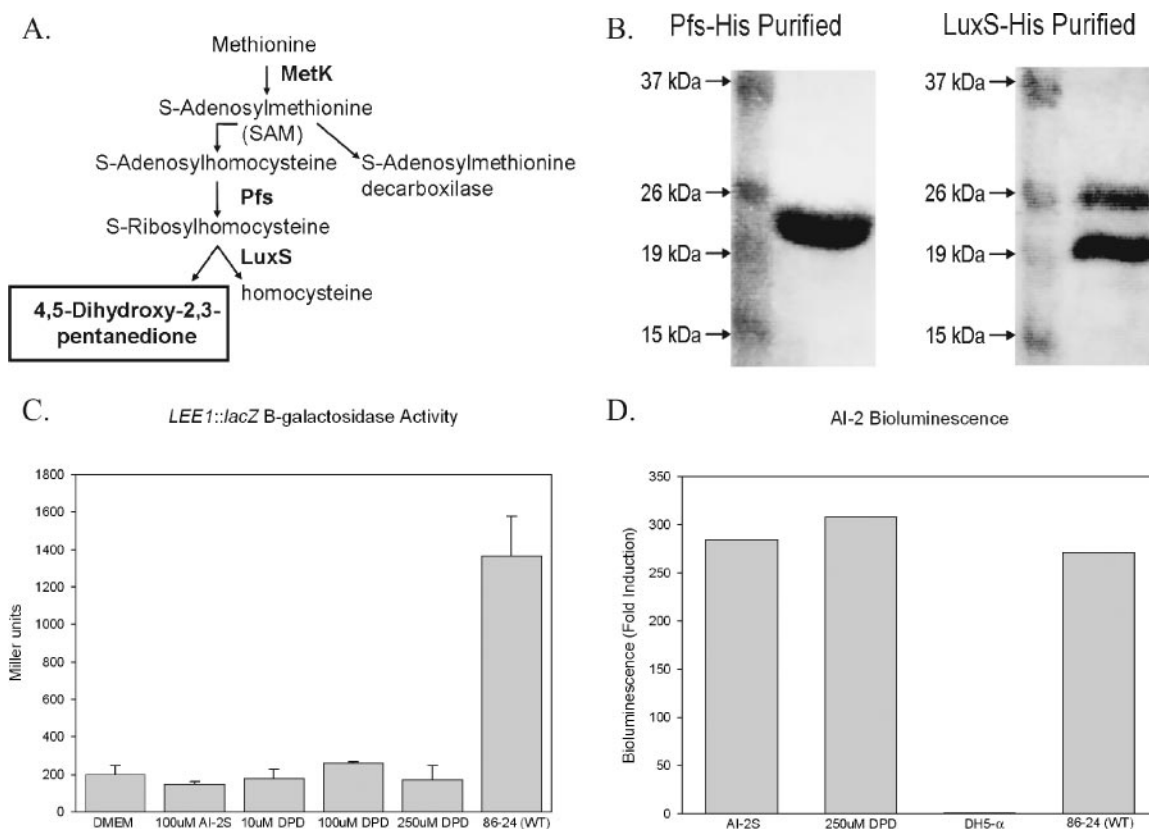 A.
Methionine
MetK
S-Adenosylmethionine
(SAM)
S-Adenosylhomocysteine
S-Adenosylmethionine
decarboxilase
Pfs
S-Ribosylhomocysteine
LuxS
4,5-Dihydroxy-2,3-
pentanedione
homocysteine
B.
Pfs-His Purified
37 kDa
26 kDa
19 kDa
15 kDa
LuxS-His Purified
37 kDa
26 kDa
19 kDa
15 kDa
C.
LEE1::lacZ B-galactosidase Activity
Miller units
1800
1600
1400
1200
1000
800
600
400
200
0
DMEM 100uM AI-2S 10uM DPD 100uM DPD 250uM DPD 86-24 (WT)
D.
AI-2 Bioluminescence
Bioluminescence (Fold Induction)
350
300
250
200
150
100
50
0
AI-2S 250uM DPD DH5-α 86-24 (WT)